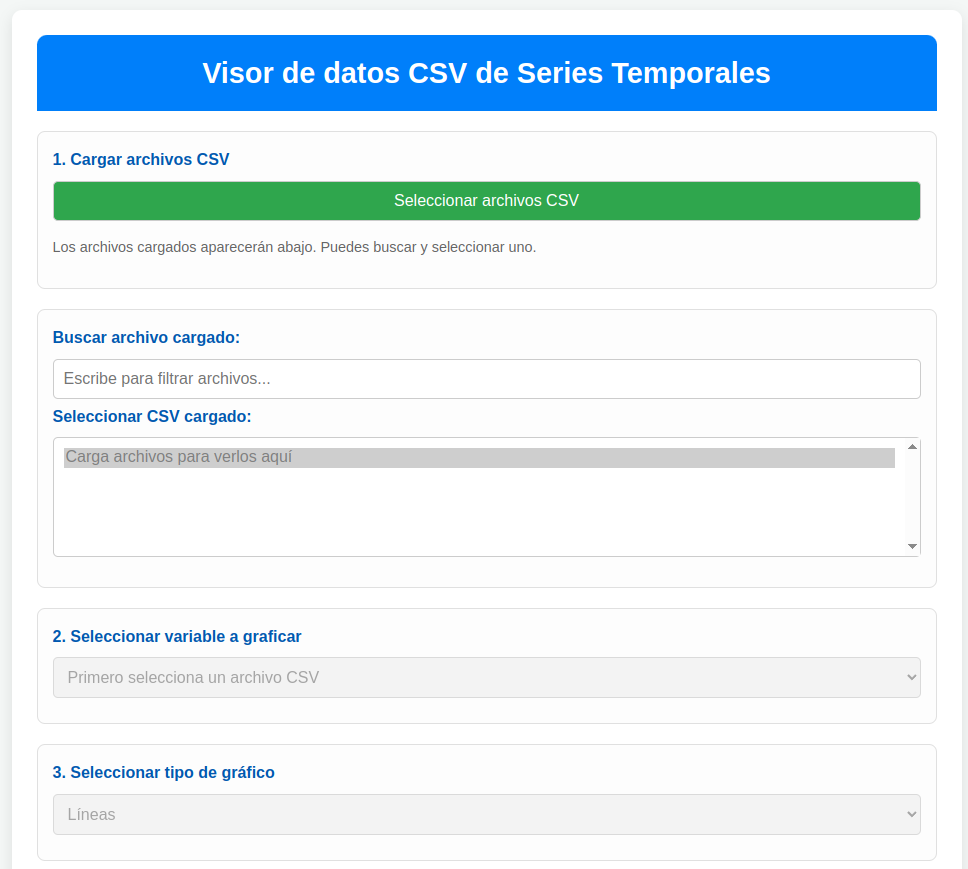 Visor de datos CSV de Series Temporales
1. Cargar archivos CSV
Seleccionar archivos CSV
Los archivos cargados aparecerán abajo. Puedes buscar y seleccionar uno.
Buscar archivo cargado:
Escribe para filtrar archivos...
Seleccionar CSV cargado:
Carga archivos para verlos aquí
2. Seleccionar variable a graficar
Primero selecciona un archivo CSV
3. Seleccionar tipo de gráfico
Líneas